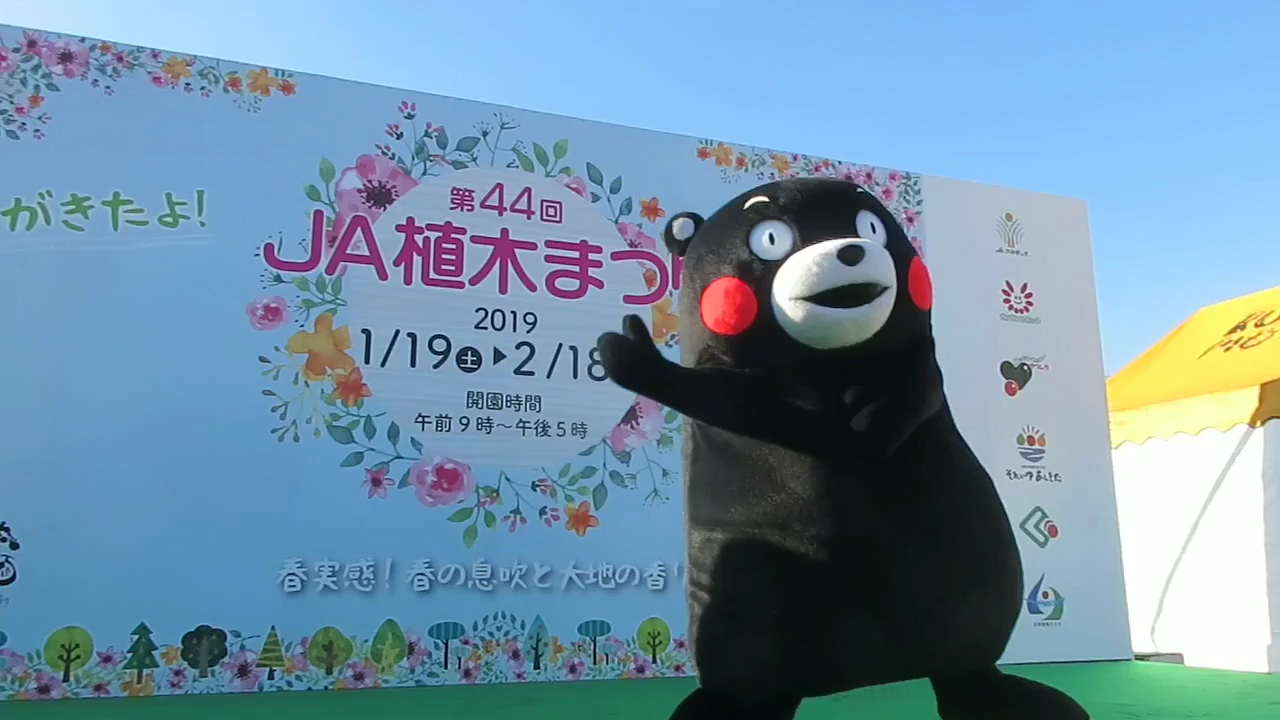 がきたよ!
第44回
JA植木まつり
2019
1/19土▶2/18
開園時間
午前9時〜午後5時
春実感!春の息吹と大地の香り